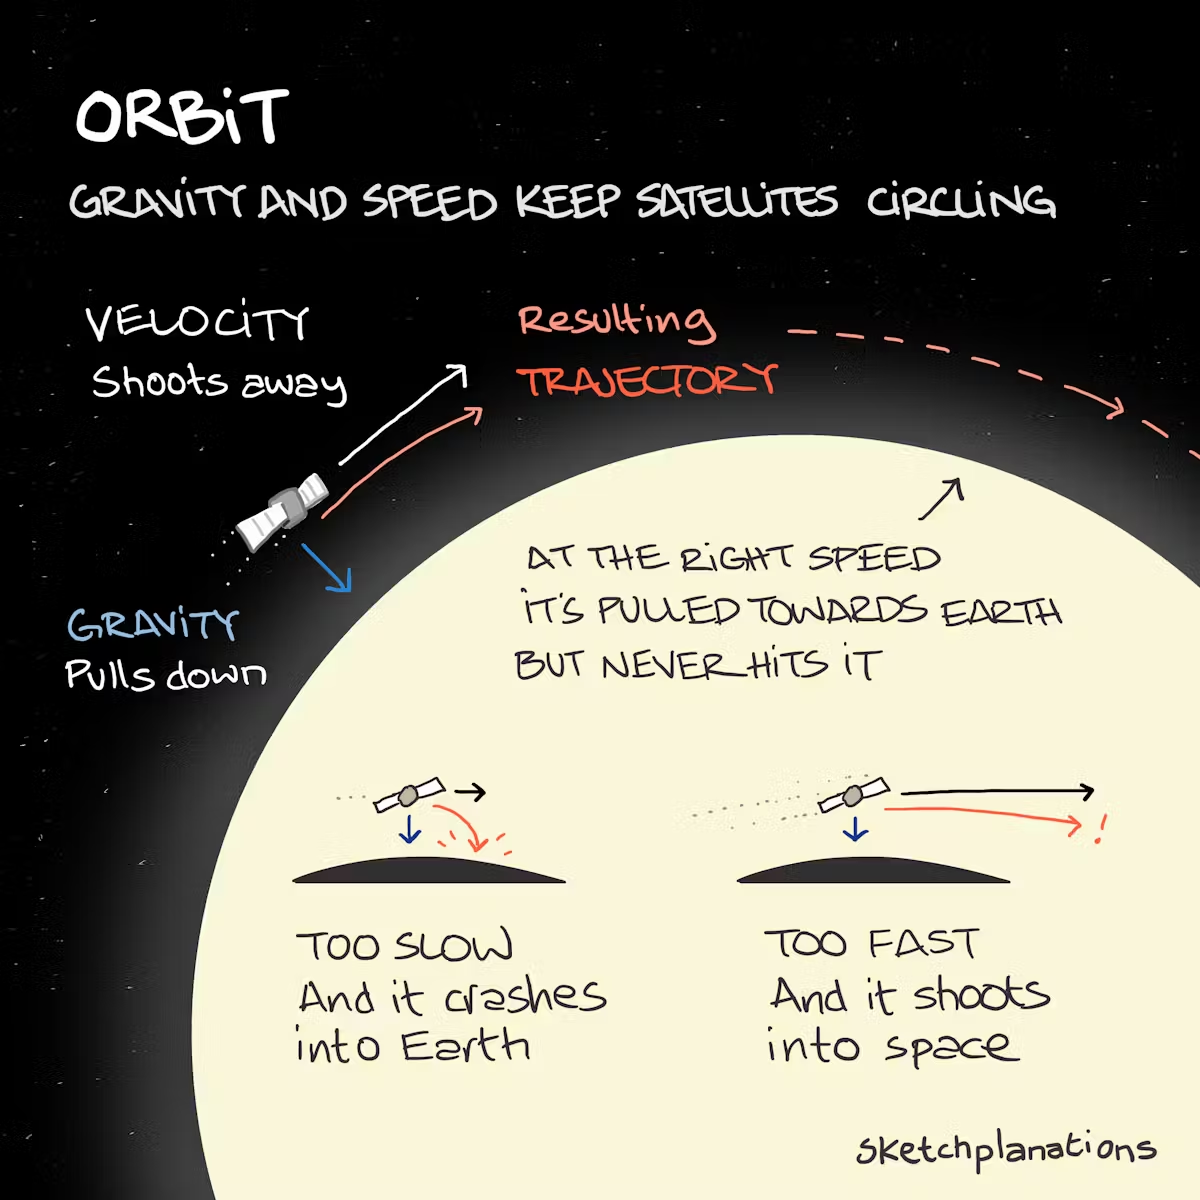 ORBiT
GRAViTY AND SPEED KEEP SATELLiTES CiRCLiNG
VELOCiTY
Shoots away
Resulting
TRAJECTORY
GRAViTY
Pulls down
AT THE RiGHT SPEED
iT'S PULLED TOWARDS EARTH
BUT NEVER HiTS iT
!
TOO SLOW
And it crashes
into Earth
TOO FAST
And it shoots
into space
sketchplanations